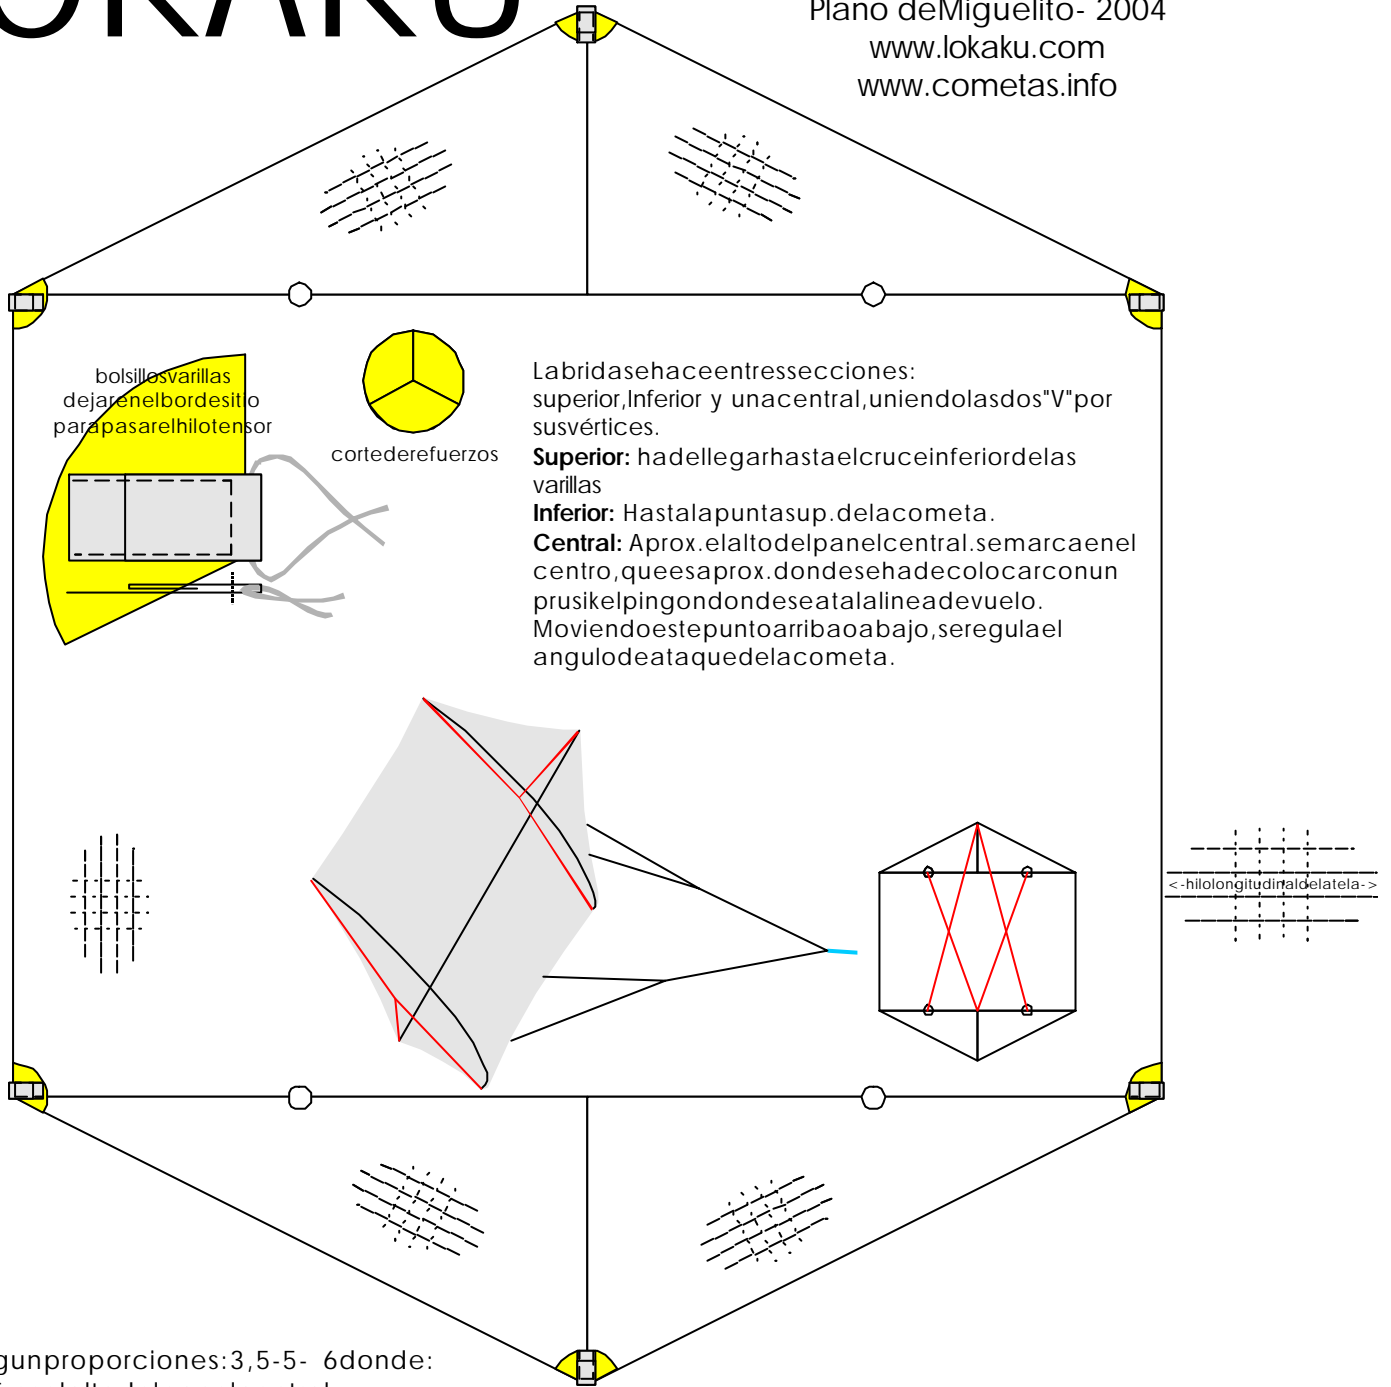 OKAKU
Plano deMiguelito- 2004
www.lokaku.com
www.cometas.info
bolsillosvarillas
dejarenelbordesitio
parapasarelhilotensor
cortederefuerzos
Labridasehaceentressecciones:
superior,Inferior y unacentral,uniendolasdos"V"por
susvértices.
Superior: hadellegarhastaelcruceinferiordelas
varillas
Inferior: Hastalapuntasup.delacometa.
Central: Aprox.elaltodelpanelcentral.semarcaenel
centro,queesaprox.dondesehadecolocarconun
prusikelpingondondeseatalalineadevuelo.
Moviendoestepuntoarribaoabajo,seregulael
angulodeataquedelacometa.
<-hilolongitudinaldelatela->
gunproporciones:3,5-5- 6donde: